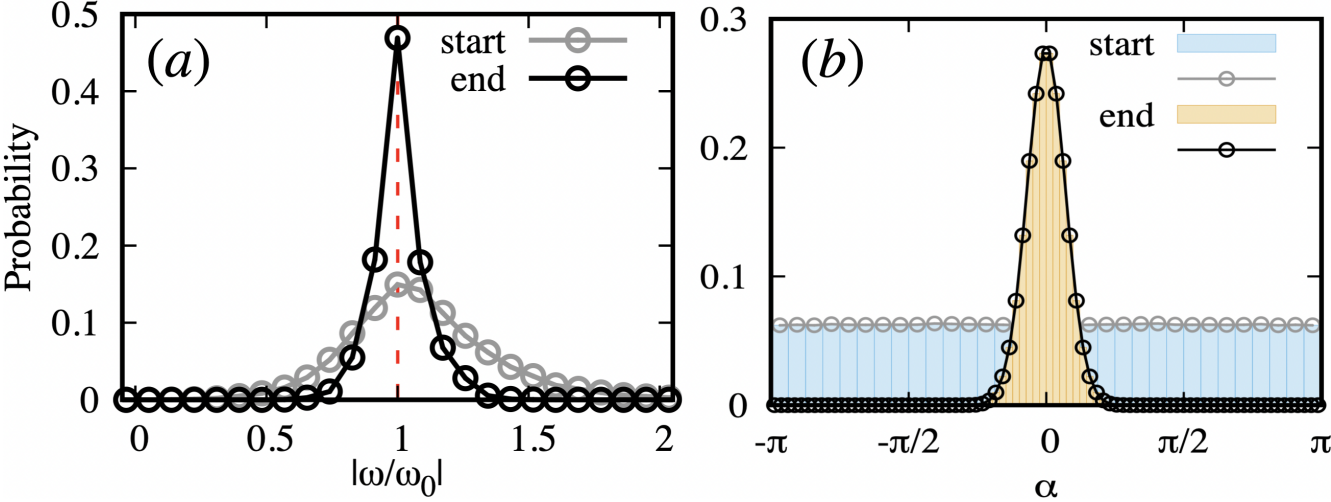 (a)
start
end
Probability
0.5
0.4
0.3
0.2
0.1
0
0
0.5
1
1.5
2
|ω/ω₀|
(b)
start
end
0.3
0.2
0.1
0
-π
-π/2
0
π/2
π
α